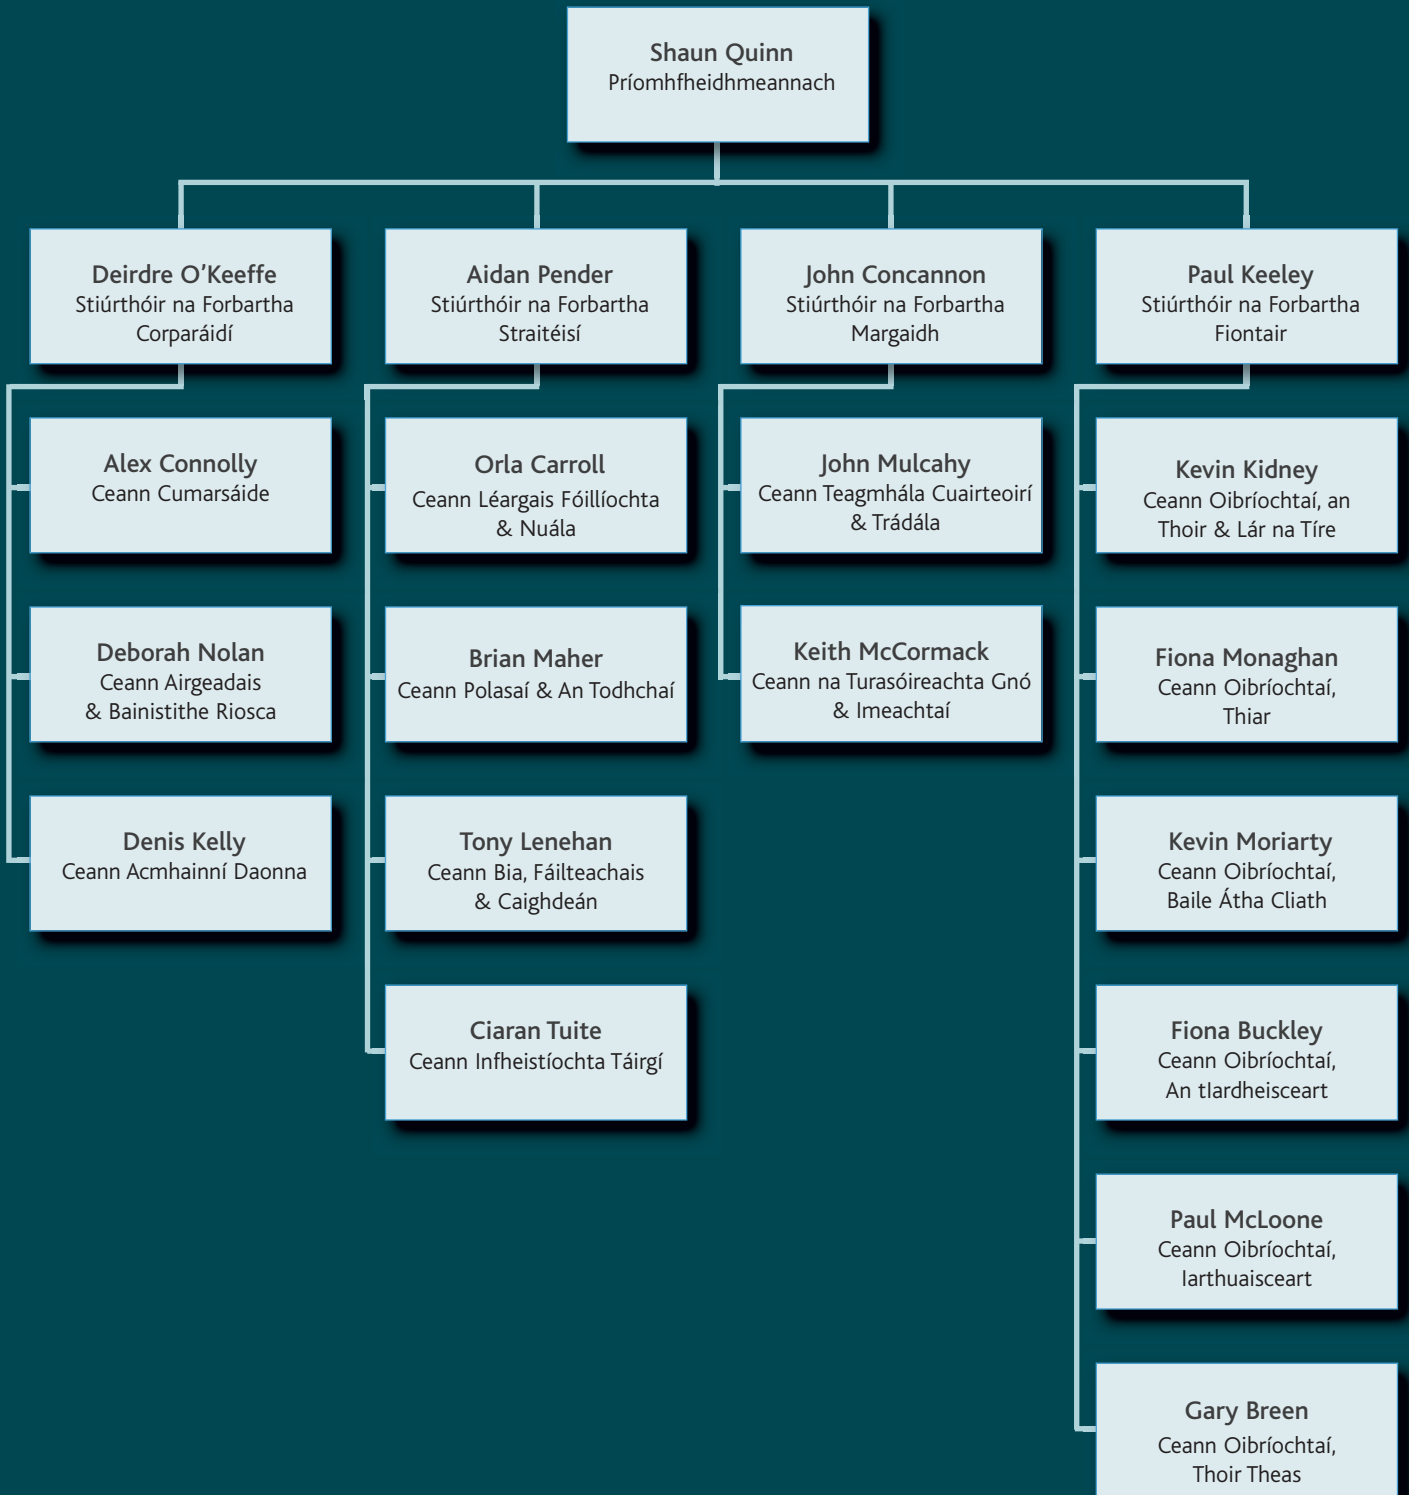 Shaun Quinn
Príomhfheidhmeannach
Deirdre O’Keeffe
Stiúrthóir na Forbartha
Corparáidí
Aidan Pender
Stiúrthóir na Forbartha
Straitéisí
John Concannon
Stiúrthóir na Forbartha
Margaidh
Paul Keeley
Stiúrthóir na Forbartha
Fiontair
Alex Connolly
Ceann Cumarsáide
Deborah Nolan
Ceann Airgeadais
& Bainistithe Riosca
Denis Kelly
Ceann Acmhainní Daonna
Orla Carroll
Ceann Léargais Fóillíochta
& Nuála
Brian Maher
Ceann Polasaí & An Todhchaí
Tony Lenehan
Ceann Bia, Fáilteachais
& Caighdeán
Ciaran Tuite
Ceann Infheistíochta Táirgí
John Mulcahy
Ceann Teagmhála Cuairteoirí
& Trádála
Keith McCormack
Ceann na Turasóireachta Gnó
& Imeachtaí
Kevin Kidney
Ceann Oibríochtaí, an
Thoir & Lár na Tíre
Fiona Monaghan
Ceann Oibríochtaí,
Thiar
Kevin Moriarty
Ceann Oibríochtaí,
Baile Átha Cliath
Fiona Buckley
Ceann Oibríochtaí,
An tIardheisceart
Paul McLoone
Ceann Oibríochtaí,
Iarthuaisceart
Gary Breen
Ceann Oibríochtaí,
Thoir Theas